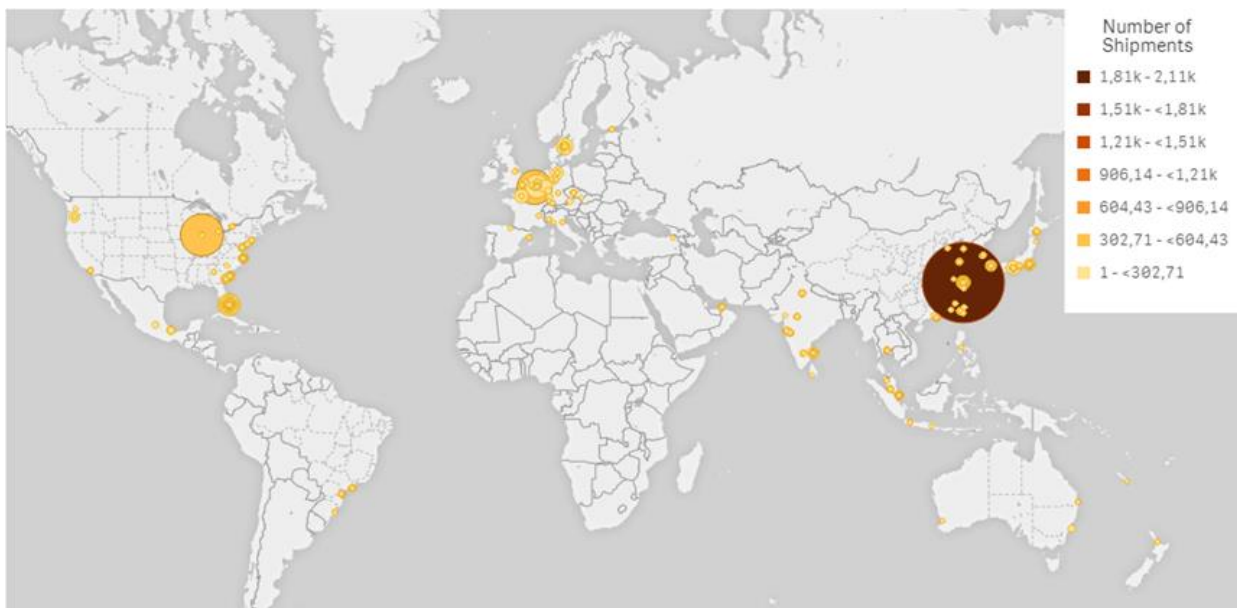 Number of
Shipments
1,81k - 2,11k
1,51k - <1,81k
1,21k - <1,51k
906,14 - <1,21k
604,43 - <906,14
302,71 - <604,43
1 - <302,71